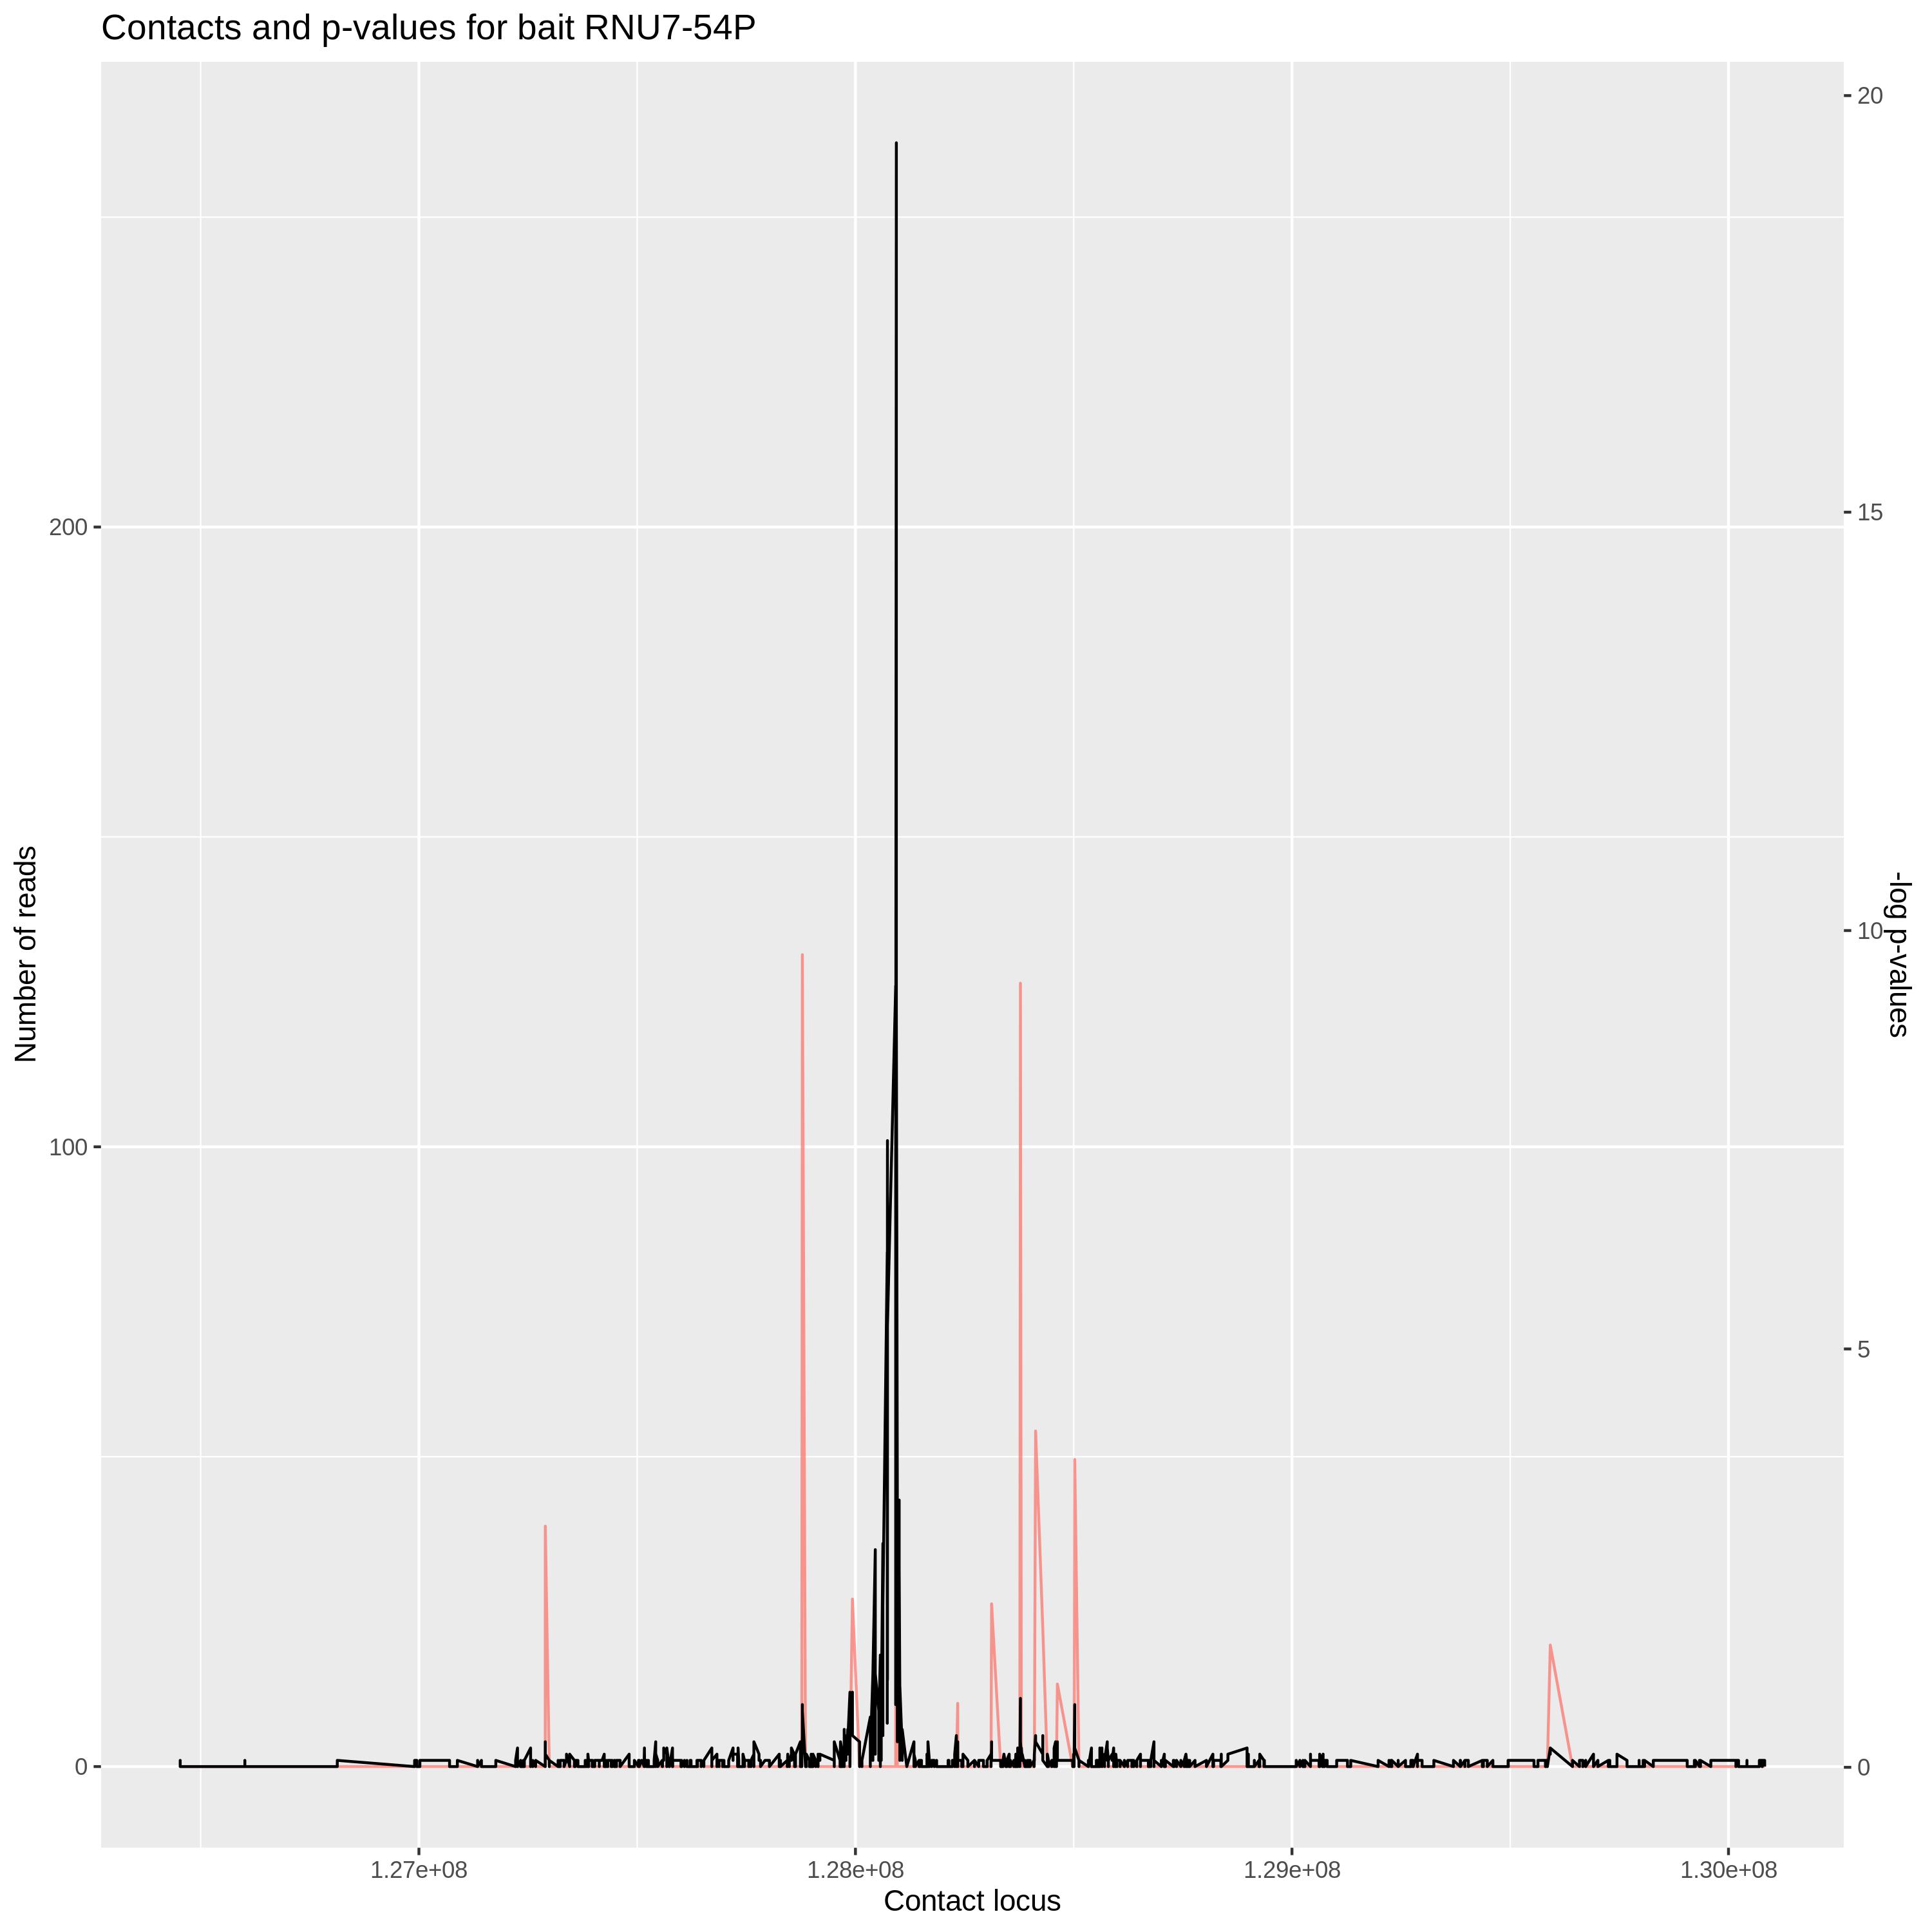 Contacts and p-values for bait RNU7-54P
Number of reads
200
100
0
20
15
10
5
0
-log p-values
1.27e+08
1.28e+08
1.29e+08
1.30e+08
Contact locus